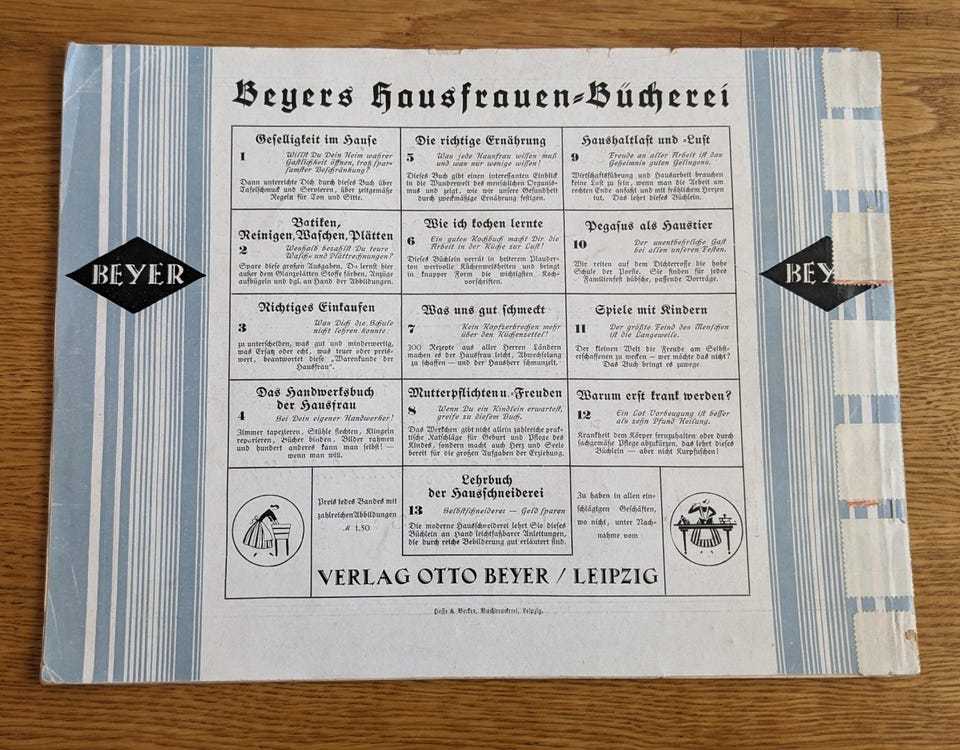 Beyers Hausfrauen-Bücherei
Geselligkeit im Hause
1 Willst Du Dein Heim wahrer
Gastlichkeit öffnen, trotz spar-
samster Beschränkung?
Dann unterrichte Dich durch dieses Buch über
Tafelschmuck und Servieren, über zeitgemäße
Regeln für Ton und Sitte.
Die richtige Ernährung
5 Was jede Hausfrau wissen muß
und was nur wenige wissen!
Dieses Buch gibt einen interessanten Einblick
in die Wunderwelt des menschlichen Organis-
mus und zeigt, wie wir unsere Gesundheit
durch zweckmäßige Ernährung festigen.
Haushaltlast und -Lust
9 Freude an aller Arbeit ist das
Geheimnis guten Gelingens.
Wirtschaftsführung und Hausarbeit brauchen
keine Last zu sein, wenn man die Arbeit am
rechten Ende anfaßt und mit fröhlichem Herzen
tut. Das lehrt dieses Büchlein.
Batiken,
Reinigen, Waschen, Plätten
2 Weshalb bezahlst Du teure
Wasch- und Plättrechnungen?
Spare diese großen Ausgaben. Du lernst hier
außer dem Glanzplätten Stoffe färben, Anzüge
aufbügeln und dgl. an Hand der Abbildungen.
Wie ich kochen lernte
6 Ein gutes Kochbuch macht Dir die
Arbeit in der Küche zur Lust!
Dieses Büchlein verrät in heiterem Plauder-
ton wertvolle Küchenweisheiten und bringt
in knapper Form die wichtigsten Koch-
vorschriften.
Pegasus als Haustier
10 Der unentbehrliche Gast
bei allen unseren Festen.
Wir reiten auf dem Dichterrosse die hohe
Schule der Poesie. Sie finden für jedes
Familienfest hübsche, passende Vorträge.
Richtiges Einkaufen
3 Was Dich die Schule
nicht lehren konnte:
zu unterscheiden, was gut und minderwertig,
was Ersatz oder echt, was teuer oder preis-
wert, beantwortet diese „Warenkunde der
Hausfrau“.
Was uns gut schmeckt
7 Kein Kopfzerbrechen mehr
über den Küchenzettel!
300 Rezepte aus aller Herren Ländern
machen es der Hausfrau leicht, Abwechslung
zu schaffen — und der Hausherr schmunzelt.
Spiele mit Kindern
11 Der größte Feind des Menschen
ist die Langeweile.
Der kleinen Welt die Freude am Selbst-
erschaffenen zu wecken — wer möchte das nicht?
Das Buch bringt es zuwege.
Das Handwerksbuch
der Hausfrau
4 Sei Dein eigener Handwerker!
Zimmer tapezieren, Stühle flechten, Klingeln
reparieren, Bücher binden, Bilder rahmen
und hundert anderes kann man selbst! —
wenn man will.
Mutterpflichten u. -Freuden
8 Wenn Du ein Kindlein erwartest,
greife zu diesem Buch.
Das Werkchen gibt nicht allein zahlreiche prak-
tische Ratschläge für Geburt und Pflege des
Kindes, sondern macht auch Herz und Seele
bereit für die großen Aufgaben der Erziehung.
Warum erst krank werden?
12 Ein Lot Vorbeugung ist besser
als zehn Pfund Heilung.
Krankheit dem Körper fernzuhalten oder durch
sachgemäße Pflege abzukürzen, das lehrt dieses
Büchlein — aber nicht Kurpfuschen!
Preis jedes Bandes mit
zahlreichen Abbildungen
M 1.50
Lehrbuch
der Hausschneiderei
13 Selbstschneiderei — Geld sparen
Die moderne Hausschneiderei lehrt Sie dieses
Büchlein an Hand leichtfaßbarer Anleitungen,
die durch reiche Bebilderung gut erläutert sind.
Zu haben in allen ein-
schlägigen Geschäften,
wo nicht, unter Nach-
nahme vom
VERLAG OTTO BEYER / LEIPZIG
Hesse & Becker, Buchdruckerei, Leipzig.
BEYER
BEY